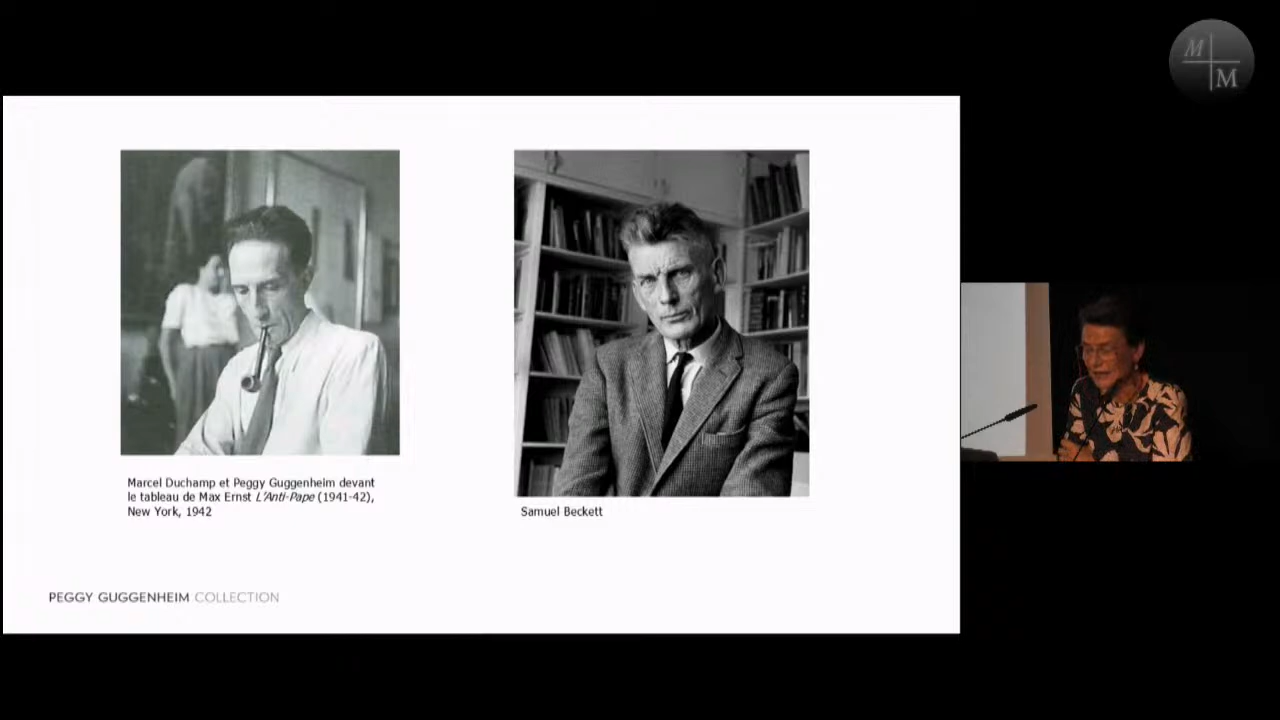 M
M
Marcel Duchamp et Peggy Guggenheim devant
le tableau de Max Ernst L'Anti-Pape (1941-42),
New York, 1942
Samuel Beckett
PEGGY GUGGENHEIM COLLECTION